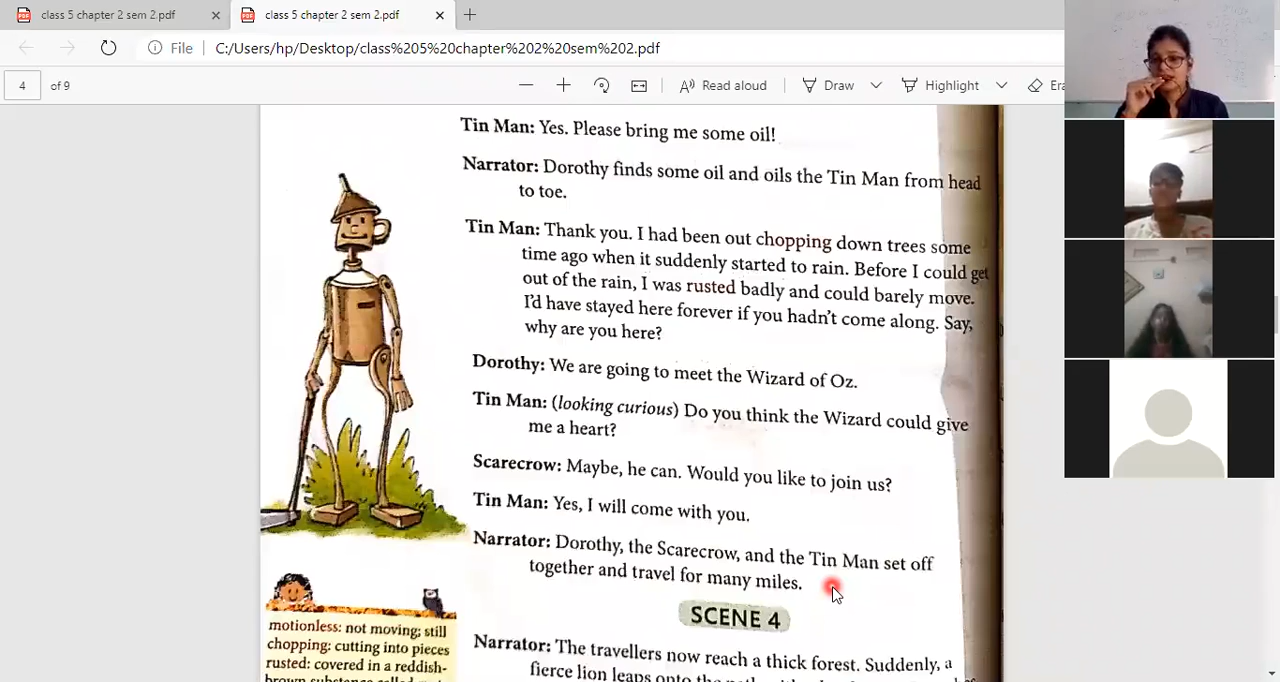 class 5 chapter 2 sem 2.pdf
class 5 chapter 2 sem 2.pdf
File C:/Users/hp/Desktop/class%205%20chapter%202%20sem%202.pdf
4 of 9
Read aloud
Draw
Highlight
Tin Man: Yes. Please bring me some oil!
Narrator: Dorothy finds some oil and oils the Tin Man from head
to toe.
Tin Man: Thank you. I had been out chopping down trees some
time ago when it suddenly started to rain. Before I could get
out of the rain, I was rusted badly and could barely move.
I'd have stayed here forever if you hadn't come along. Say,
why are you here?
Dorothy: We are going to meet the Wizard of Oz.
Tin Man: (looking curious) Do you think the Wizard could give
me a heart?
Scarecrow: Maybe, he can. Would you like to join us?
Tin Man: Yes, I will come with you.
Narrator: Dorothy, the Scarecrow, and the Tin Man set off
together and travel for many miles.
SCENE 4
Narrator: The travellers now reach a thick forest. Suddenly, a
fierce lion leaps onto the
motionless: not moving; still
chopping: cutting into pieces
rusted: covered in a reddish-